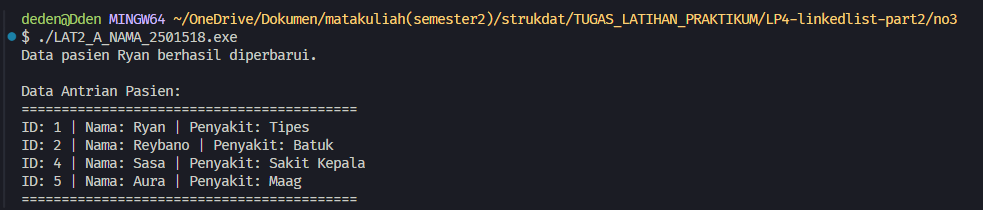 deden@Dden MINGW64 ~/OneDrive/Dokumen/matakuliah(semester2)/strukdat/TUGAS_LATIHAN_PRAKTIKUM/LP4-linkedlist-part2/no3
$ ./LAT2_A_NAMA_2501518.exe
Data pasien Ryan berhasil diperbarui.

Data Antrian Pasien:
==========================================
ID: 1 | Nama: Ryan | Penyakit: Tipes
ID: 2 | Nama: Reybano | Penyakit: Batuk
ID: 4 | Nama: Sasa | Penyakit: Sakit Kepala
ID: 5 | Nama: Aura | Penyakit: Maag
==========================================